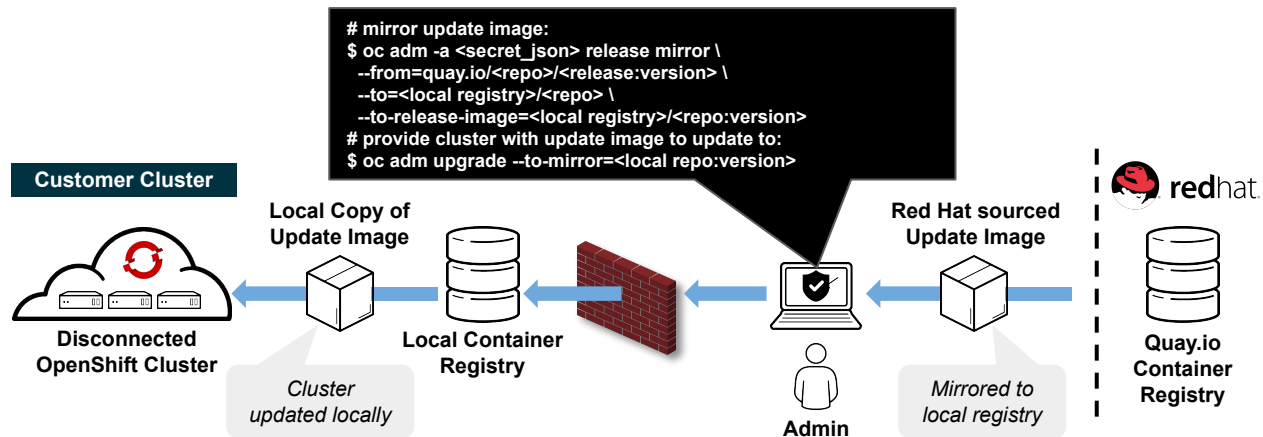 # mirror update image:
$ oc adm -a <secret_json> release mirror \
--from=quay.io/<repo>/<release:version> \
--to=<local registry>/<repo> \
--to-release-image=<local registry>/<repo:version>
# provide cluster with update image to update to:
$ oc adm upgrade --to-mirror=<local repo:version>
Customer Cluster
Disconnected
OpenShift Cluster
Local Copy of
Update Image
Cluster
updated locally
Local Container
Registry
Admin
Red Hat sourced
Update Image
Mirrored to
local registry
redhat.
Quay.io
Container
Registry